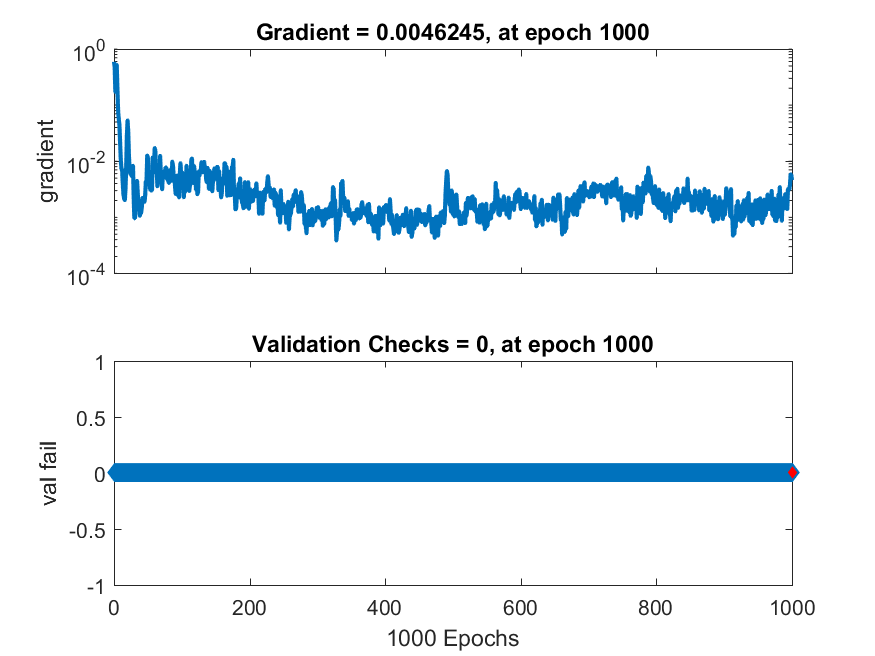 Gradient = 0.0046245, at epoch 1000
10^0
10^-2
10^-4
gradient
Validation Checks = 0, at epoch 1000
1
0.5
0
-0.5
-1
val fail
0 200 400 600 800 1000
1000 Epochs